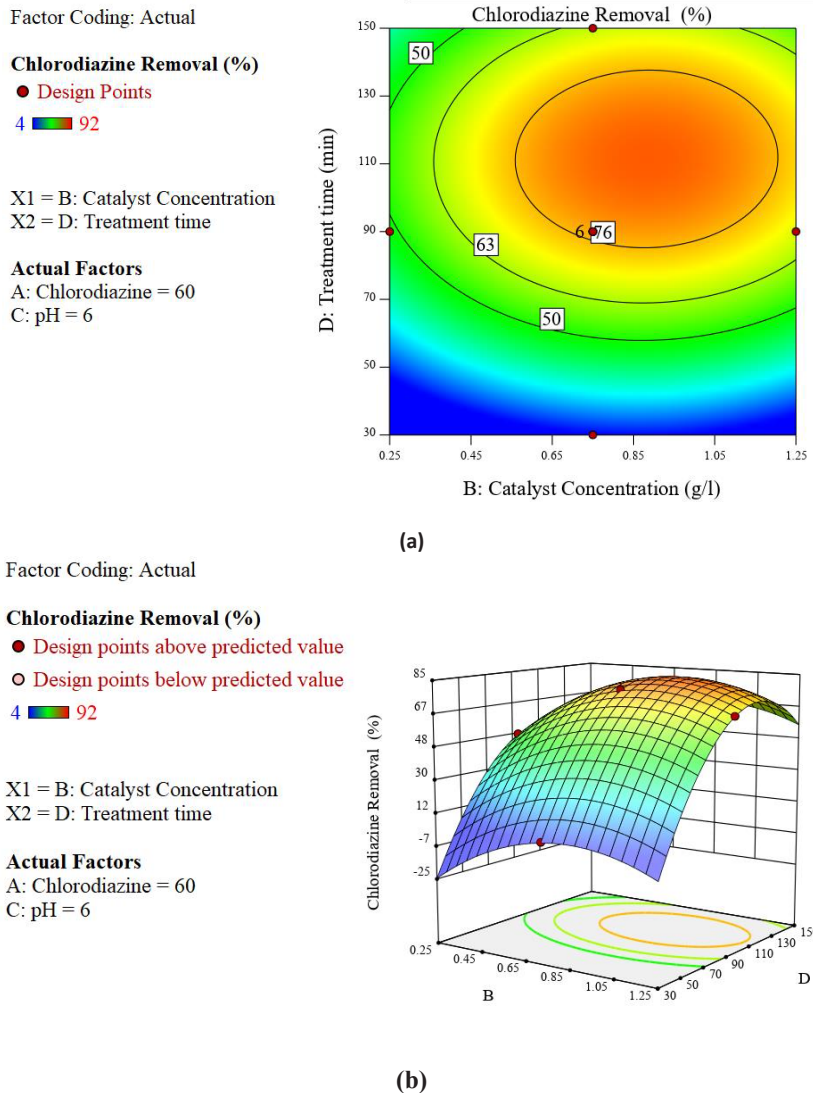 Factor Coding: Actual
Chlorodiazine Removal (%)
Design Points
4 92
X1 = B: Catalyst Concentration
X2 = D: Treatment time
Actual Factors
A: Chlorodiazine = 60
C: pH = 6
Chlorodiazine Removal (%)
D: Treatment time (min)
150
130
110
90
70
50
30
50
63
6 76
50
0.25 0.45 0.65 0.85 1.05 1.25
B: Catalyst Concentration (g/l)
(a)
Factor Coding: Actual
Chlorodiazine Removal (%)
Design points above predicted value
Design points below predicted value
4 92
X1 = B: Catalyst Concentration
X2 = D: Treatment time
Actual Factors
A: Chlorodiazine = 60
C: pH = 6
Chlorodiazine Removal (%)
85
67
48
30
12
-7
-25
0.25 0.45 0.65 0.85 1.05 1.25
B
30 50 70 90 110 130 15
D
(b)